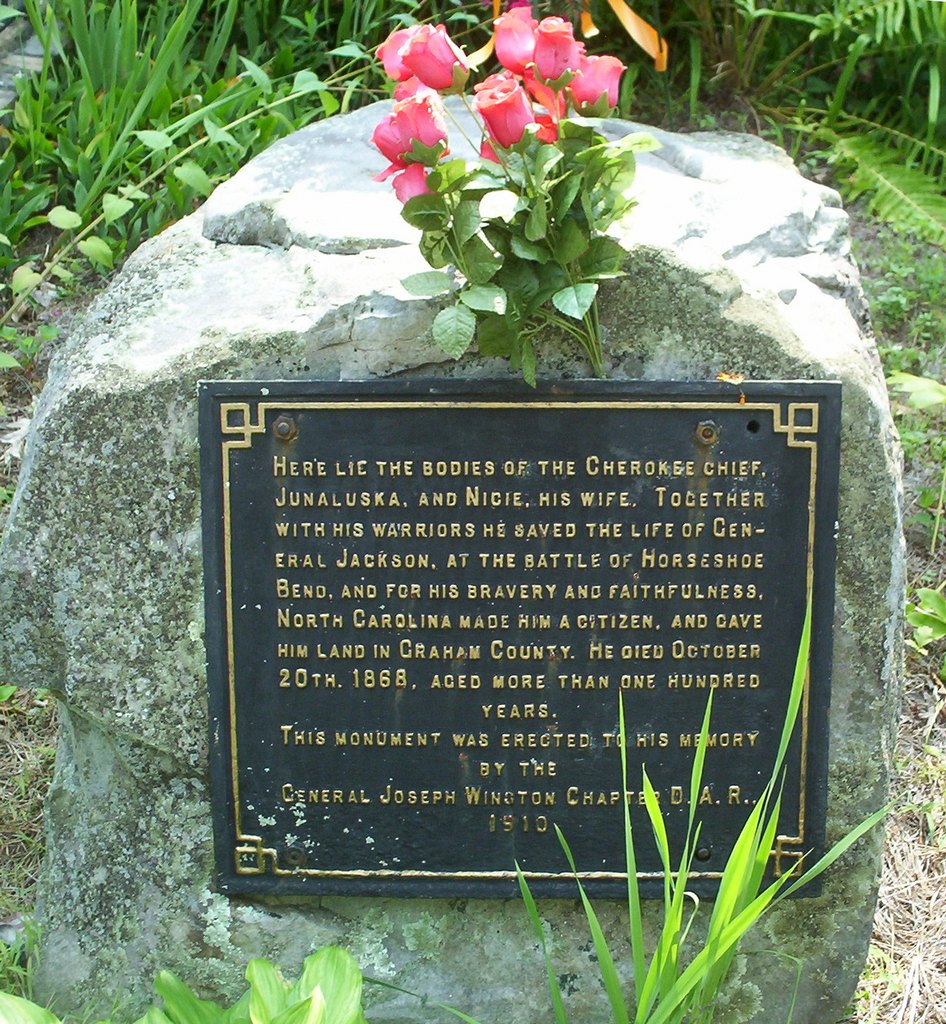 Here lie the bodies of the Cherokee chief,
Junaluska, and Nicie, his wife. Together
with his warriors he saved the life of Gen-
eral Jackson, at the battle of Horseshoe
Bend, and for his bravery and faithfulness,
North Carolina made him a citizen, and gave
him land in Graham County. He died October
20th. 1868, aged more than one hundred
years.
This monument was erected to his memory
by the
General Joseph Winston Chapter D.A.R.,
1910